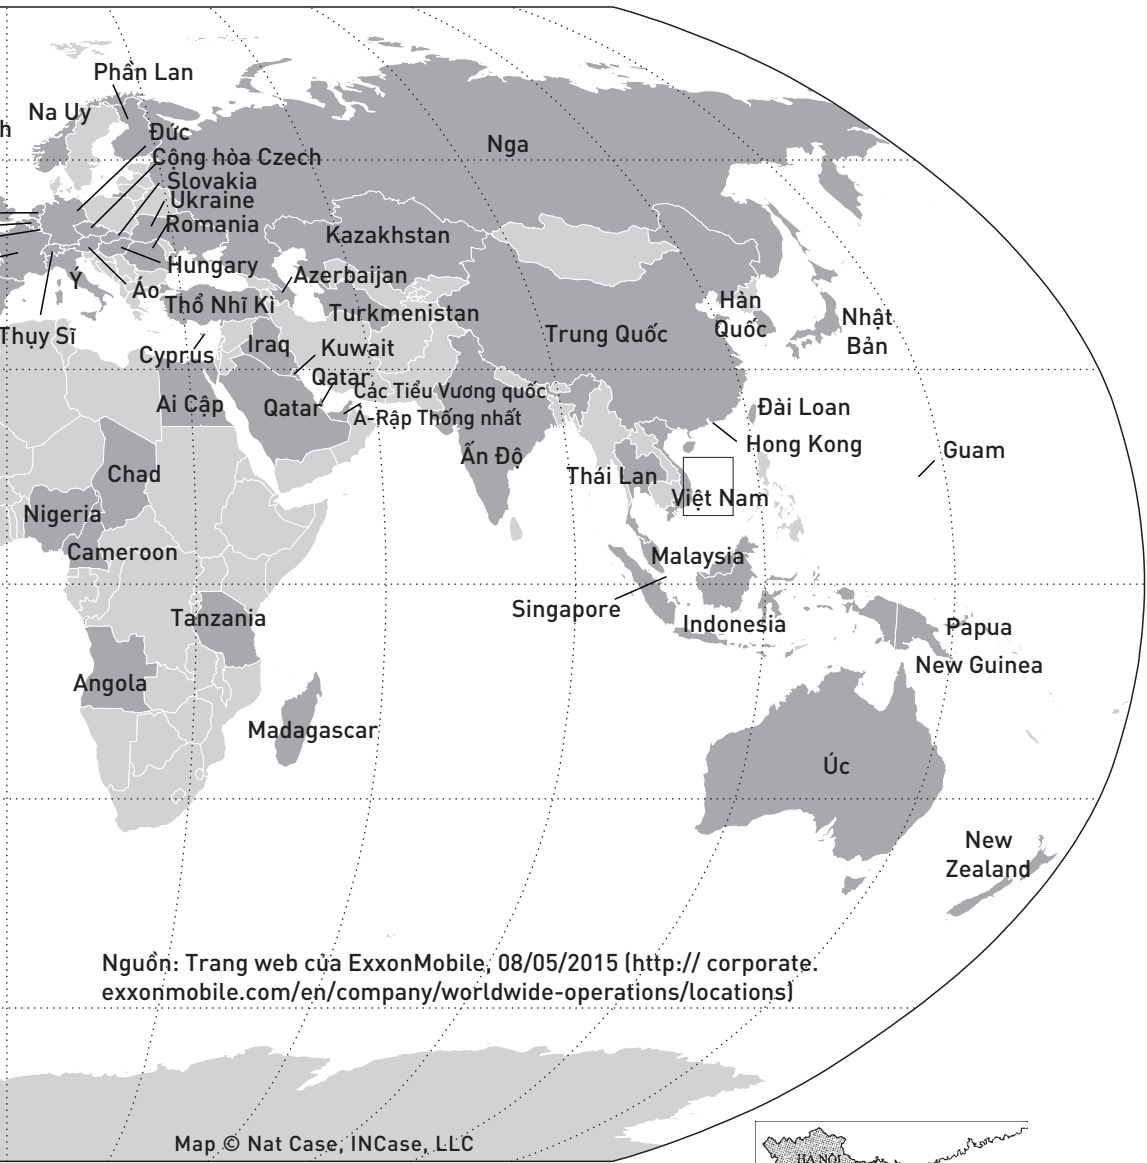 Phần Lan
Na Uy
h
Đức
Cộng hòa Czech
Slovakia
Ukraine
Romania
Nga
Kazakhstan
Hungary
Azerbaijan
Ý
Áo
Thổ Nhĩ Kì
Turkmenistan
Hàn
Quốc
Nhật
Bản
Thụy Sĩ
Trung Quốc
Cyprus
Iraq
Kuwait
Qatar
Các Tiểu Vương quốc
Ả-Rập Thống nhất
Ai Cập
Qatar
Đài Loan
Hong Kong
Guam
Ấn Độ
Thái Lan
Chad
Việt Nam
Nigeria
Cameroon
Malaysia
Singapore
Tanzania
Indonesia
Papua
New Guinea
Angola
Madagascar
Úc
New
Zealand
Nguồn: Trang web của ExxonMobile, 08/05/2015 (http:// corporate.
exxonmobile.com/en/company/worldwide-operations/locations)
Map © Nat Case, INCase, LLC
HÀ NỘI